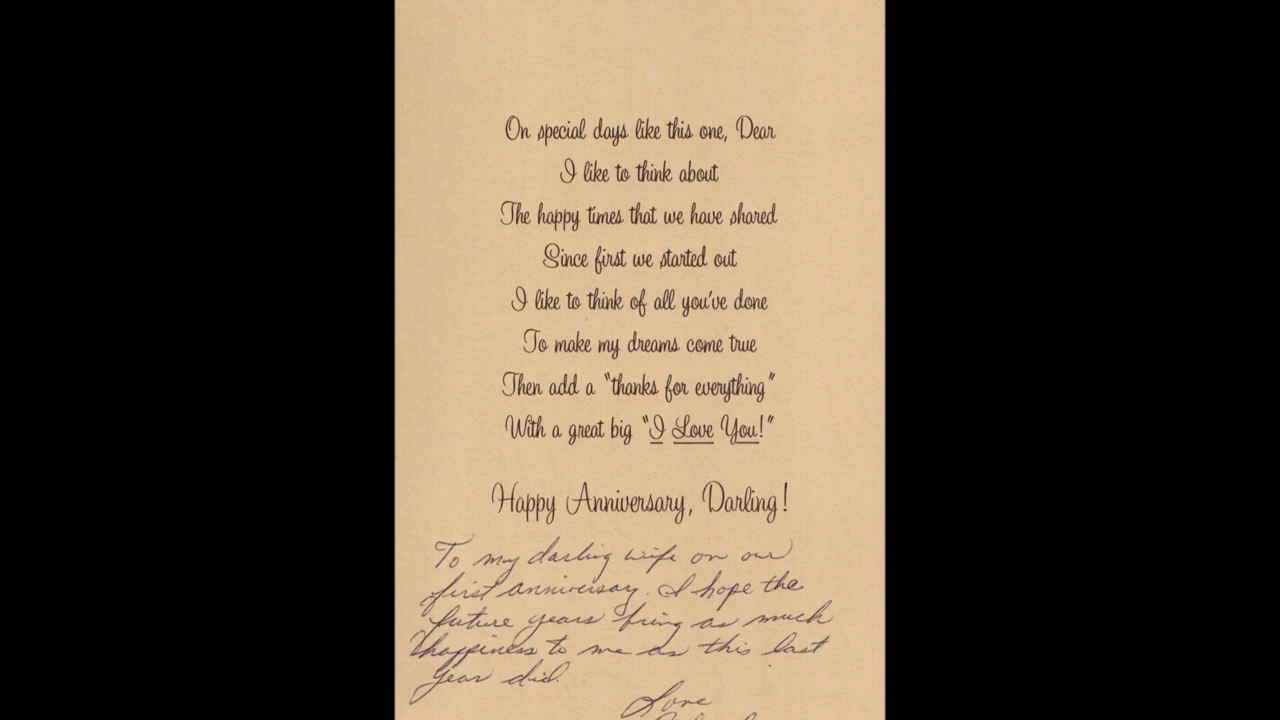 On special days like this one, Dear
I like to think about
The happy times that we have shared
Since first we started out
I like to think of all you've done
To make my dreams come true
Then add a "thanks for everything"
With a great big "I Love You!"
Happy Anniversary, Darling!
To my darling wife on our
first anniversary. I hope the
future years bring as much
happiness to me as this last
year did.
Love